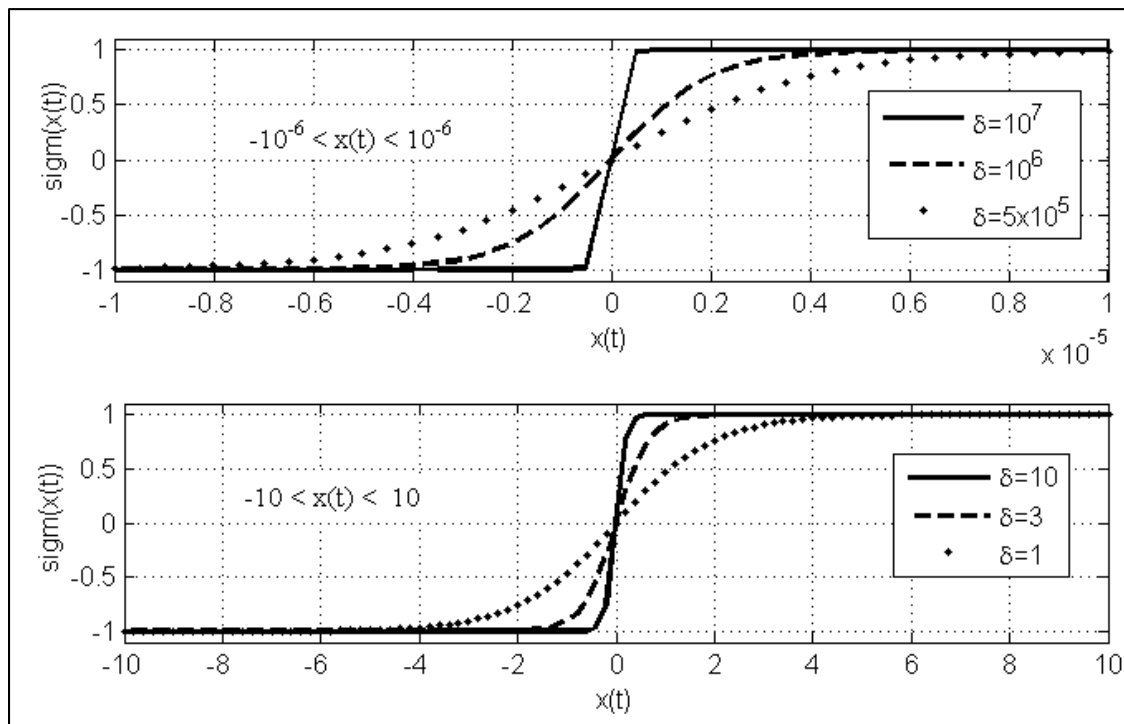 sigm(x(t))
1
0.5
0
-0.5
-1
-10⁻⁶ < x(t) < 10⁻⁶
δ=10⁷
δ=10⁶
δ=5x10⁵
-1 -0.8 -0.6 -0.4 -0.2 0 0.2 0.4 0.6 0.8 1
x(t)
x 10⁻⁵
sigm(x(t))
1
0.5
0
-0.5
-1
-10 < x(t) < 10
δ=10
δ=3
δ=1
-10 -8 -6 -4 -2 0 2 4 6 8 10
x(t)